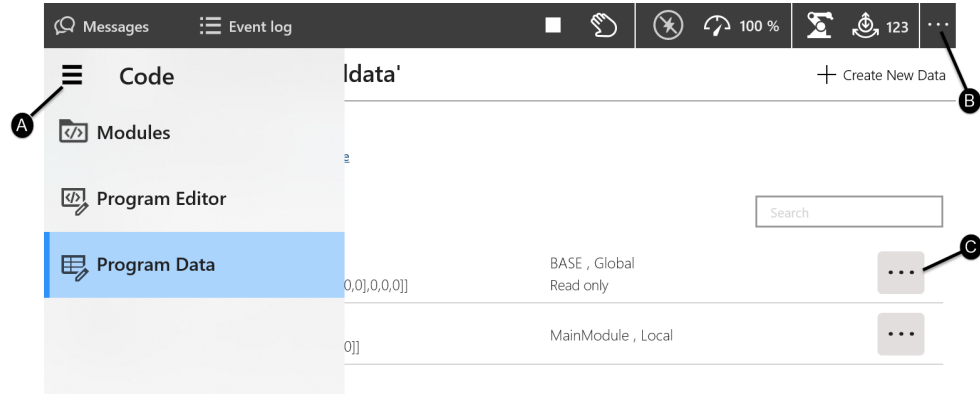 Messages
Event log
100 %
123
...
Code
ldata'
Create New Data
A
B
Modules
e
Program Editor
Search
Program Data
C
BASE , Global
...
0,0],0,0,0]]
Read only
MainModule , Local
...
0]]